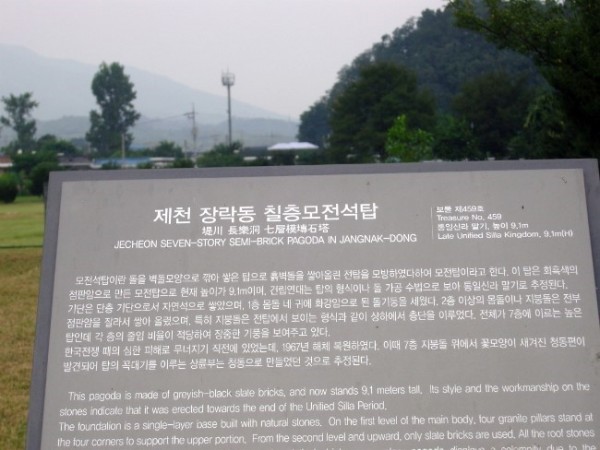 제천 장락동 칠층모전석탑
堤川 長樂洞 七層模塼石塔
JECHEON SEVEN-STORY SEMI-BRICK PAGODA IN JANGNAK-DONG
보물 제459호
Treasure No. 459
통일신라 말기, 높이 9.1m
Late Unified Silla Kingdom, 9.1m(H)
모전석탑이란 돌을 벽돌모양으로 깎아 쌓은 탑으로 흙벽돌을 쌓아올린 전탑을 모방하였다하여 모전탑이라고 한다. 이 탑은 회흑색의
점판암으로 만든 모전탑으로 현재 높이가 9.1m이며, 건립연대는 탑의 형식이나 돌 가공 수법으로 보아 통일신라 말기로 추정된다.
기단은 단층 기단으로서 자연석으로 쌓았으며, 1층 몸돌 네 귀에 화강암으로 된 돌기둥을 세웠다. 2층 이상의 몸돌이나 지붕돌은 전부
점판암을 잘라서 쌓아 올렸으며, 특히 지붕돌은 전탑에서 보이는 형식과 같이 상하에서 층단을 이루었다. 전체가 7층에 이르는 높은
탑인데 각 층의 줄임 비율이 적당하여 장중한 기풍을 보여주고 있다.
한국전쟁 때의 심한 피해로 무너지기 직전에 있었는데, 1967년 해체 복원하였다. 이때 7층 지붕돌 위에서 꽃모양이 새겨진 청동편이
발견되어 탑의 꼭대기를 이루는 상륜부는 청동으로 만들었던 것으로 추정된다.
This pagoda is made of greyish-black slate bricks, and now stands 9.1 meters tall. Its style and the workmanship on the
stones indicate that it was erected towards the end of the Unified Silla Period.
The foundation is a single-layer base built with natural stones. On the first level of the main body, four granite pillars stand at
the four corners to support the upper portion. From the second level and upward, only slate bricks are used. All the roof stones